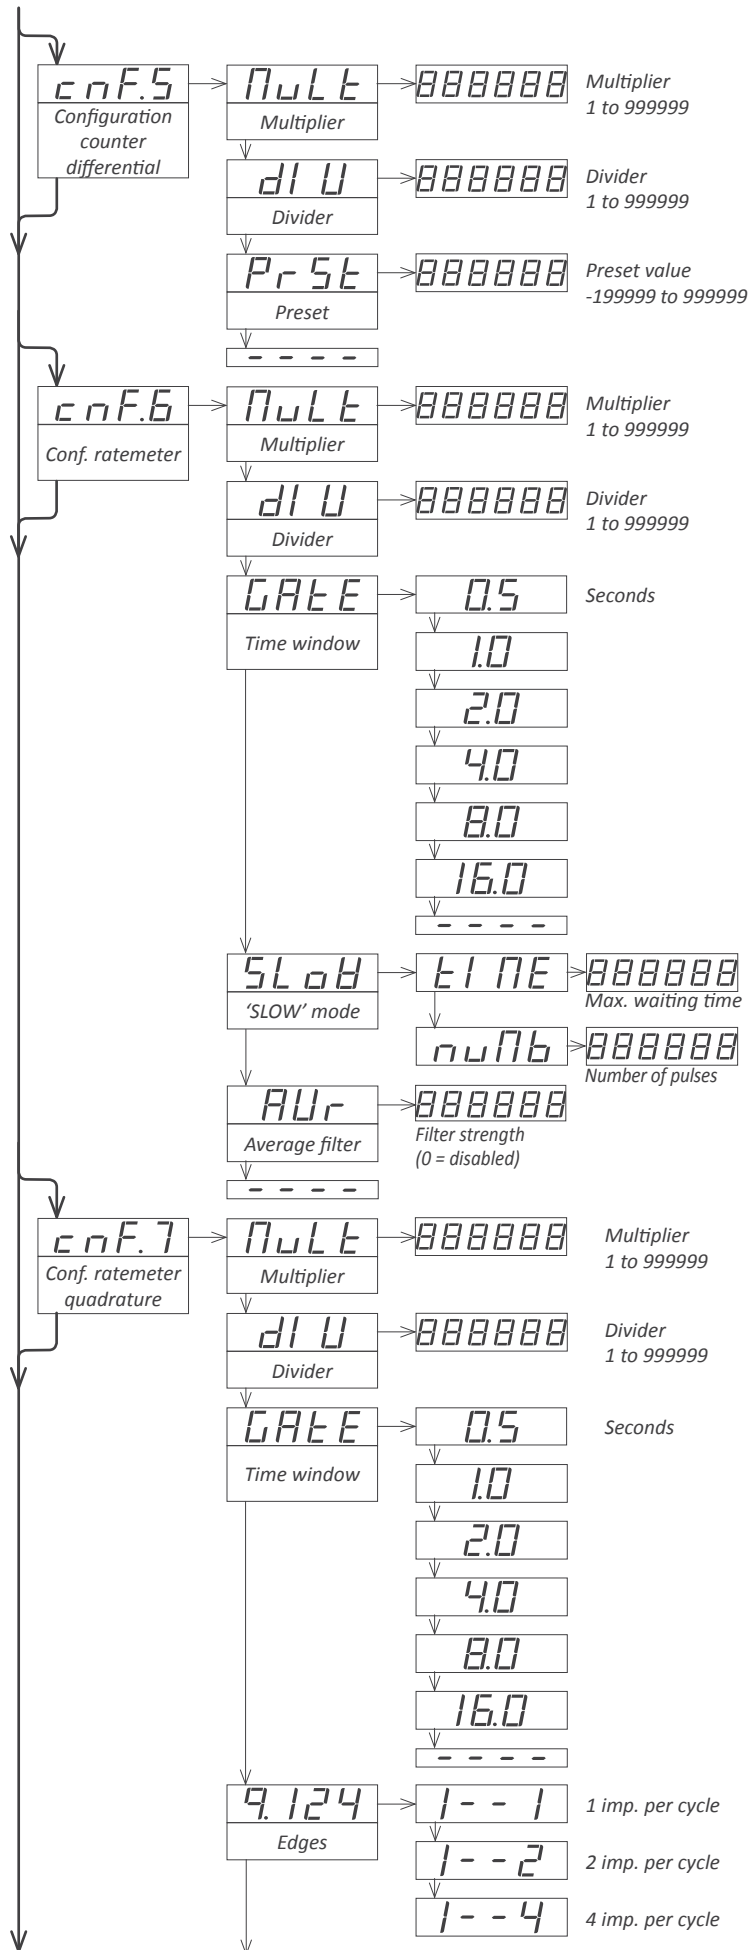 cnF.5
Configuration
counter
differential
MuLt
Multiplier
888888
Multiplier
1 to 999999
dIV
Divider
888888
Divider
1 to 999999
PrSt
Preset
888888
Preset value
-199999 to 999999
- - - -
cnF.6
Conf. ratemeter
MuLt
Multiplier
888888
Multiplier
1 to 999999
dIV
Divider
888888
Divider
1 to 999999
GAtE
Time window
0.5
Seconds
1.0
2.0
4.0
8.0
16.0
- - - -
SLoW
‘SLOW’ mode
tIME
888888
Max. waiting time
nuMb
888888
Number of pulses
AVr
Average filter
888888
Filter strength
(0 = disabled)
- - - -
cnF.7
Conf. ratemeter
quadrature
MuLt
Multiplier
888888
Multiplier
1 to 999999
dIV
Divider
888888
Divider
1 to 999999
GAtE
Time window
0.5
Seconds
1.0
2.0
4.0
8.0
16.0
- - - -
q.124
Edges
1--1
1 imp. per cycle
1--2
2 imp. per cycle
1--4
4 imp. per cycle